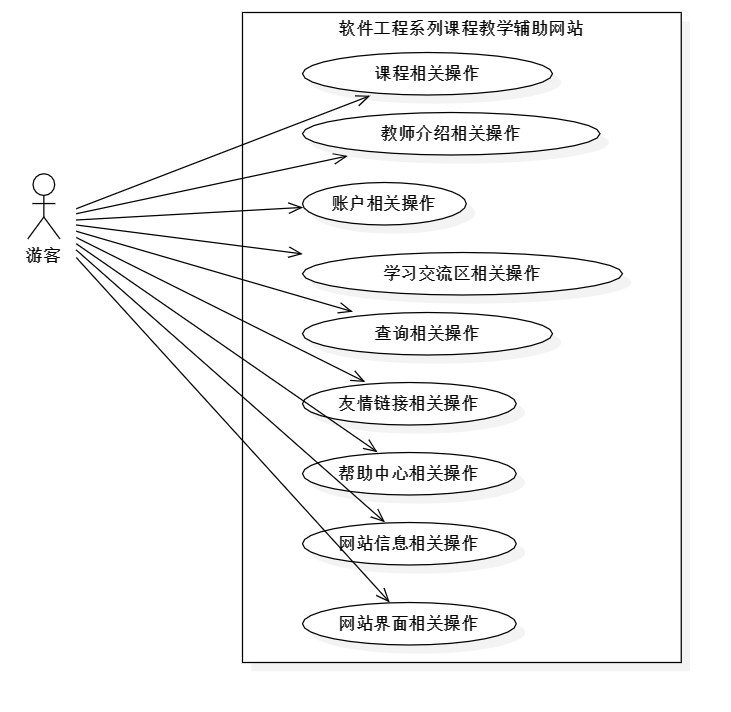 软件工程系列课程教学辅助网站
课程相关操作
教师介绍相关操作
账户相关操作
游客
学习交流区相关操作
查询相关操作
友情链接相关操作
帮助中心相关操作
网站信息相关操作
网站界面相关操作